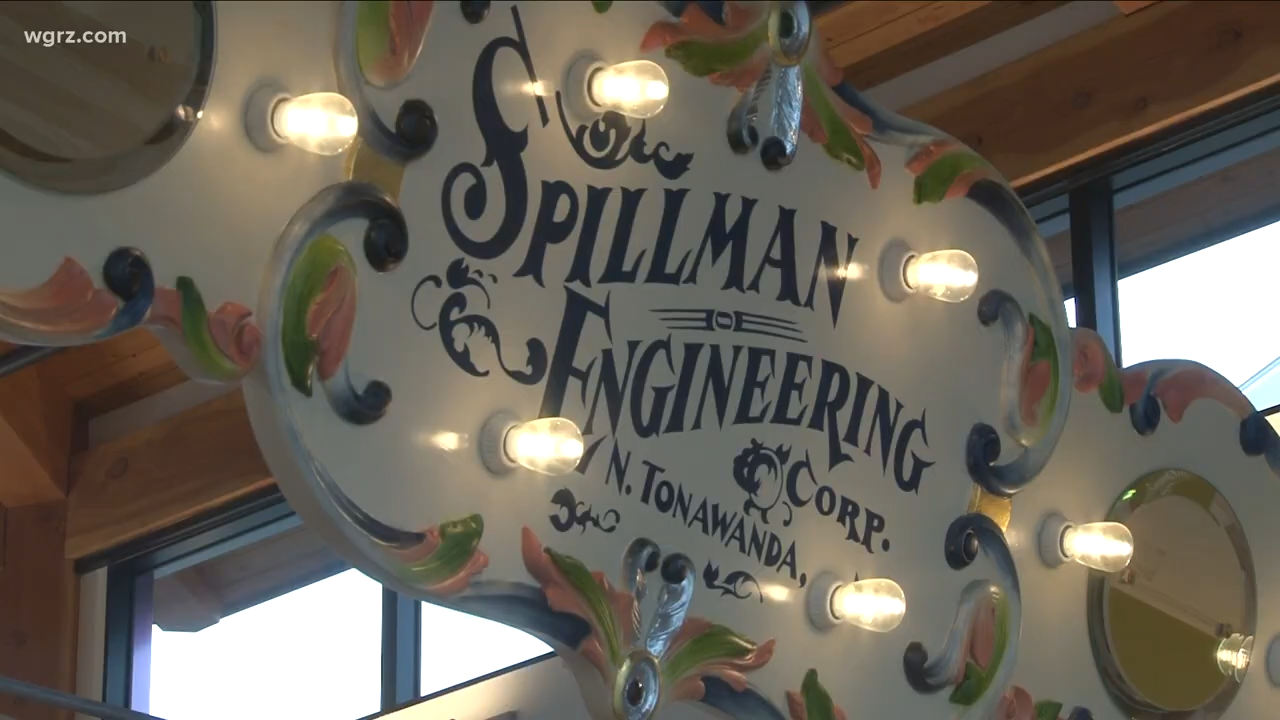 wgrz.com
SPILLMAN
ENGINEERING
CORP.
N. TONAWANDA,